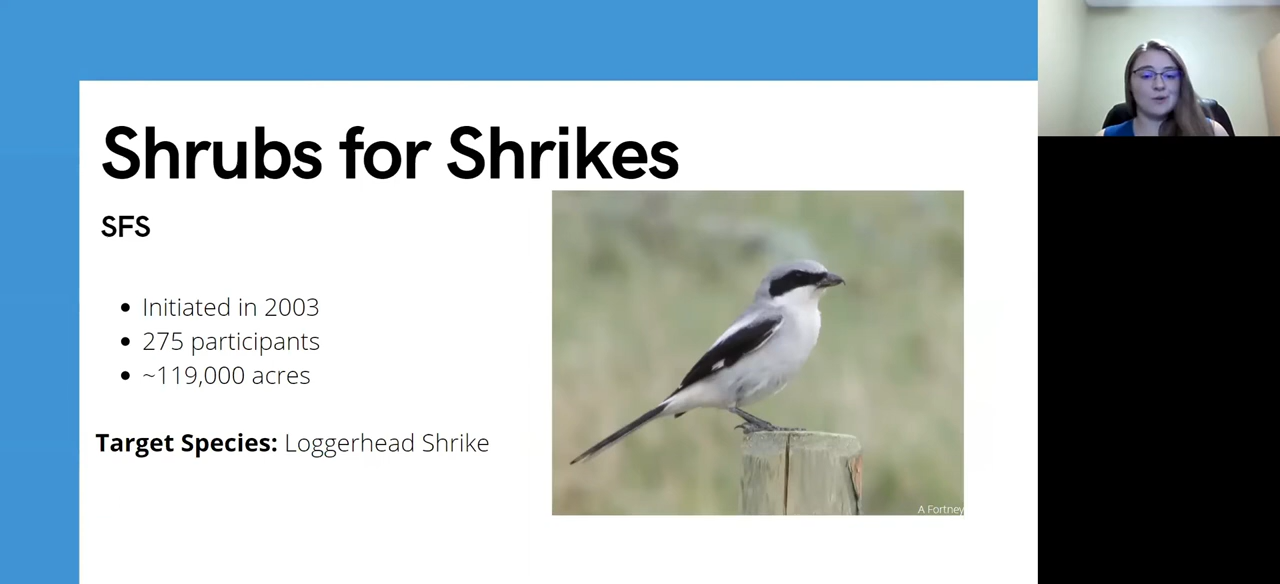 Shrubs for Shrikes
SFS
• Initiated in 2003
• 275 participants
• ~119,000 acres
Target Species: Loggerhead Shrike
A Fortney